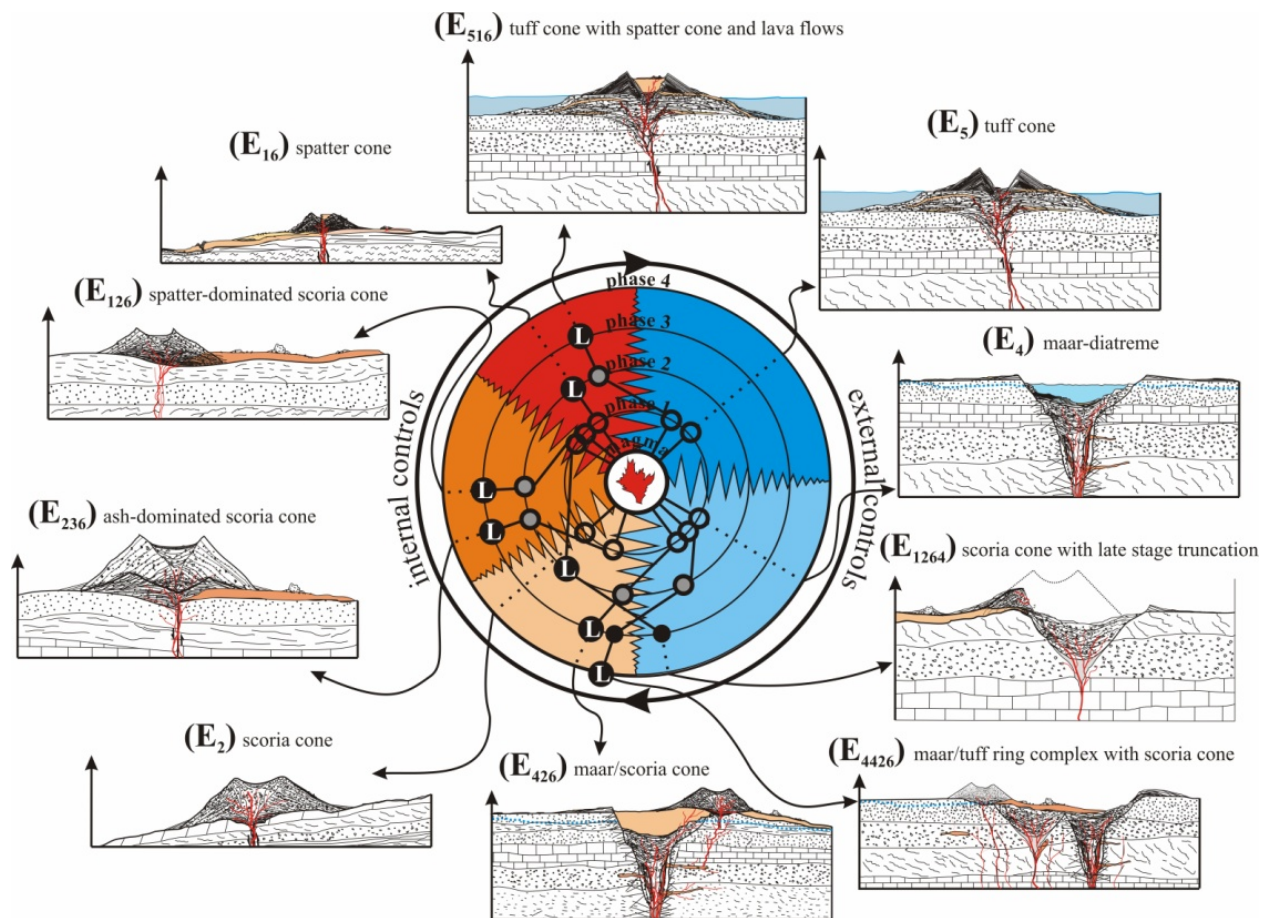 (E516) tuff cone with spatter cone and lava flows
(E5) tuff cone
(E16) spatter cone
(E126) spatter-dominated scoria cone
(E4) maar-diatreme
(E236) ash-dominated scoria cone
(E1264) scoria cone with late stage truncation
(E2) scoria cone
(E426) maar/scoria cone
(E4426) maar/tuff ring complex with scoria cone
phase 4
phase 3
phase 2
phase 1
magma
internal controls
external controls
L
L
L
L
L
L
L